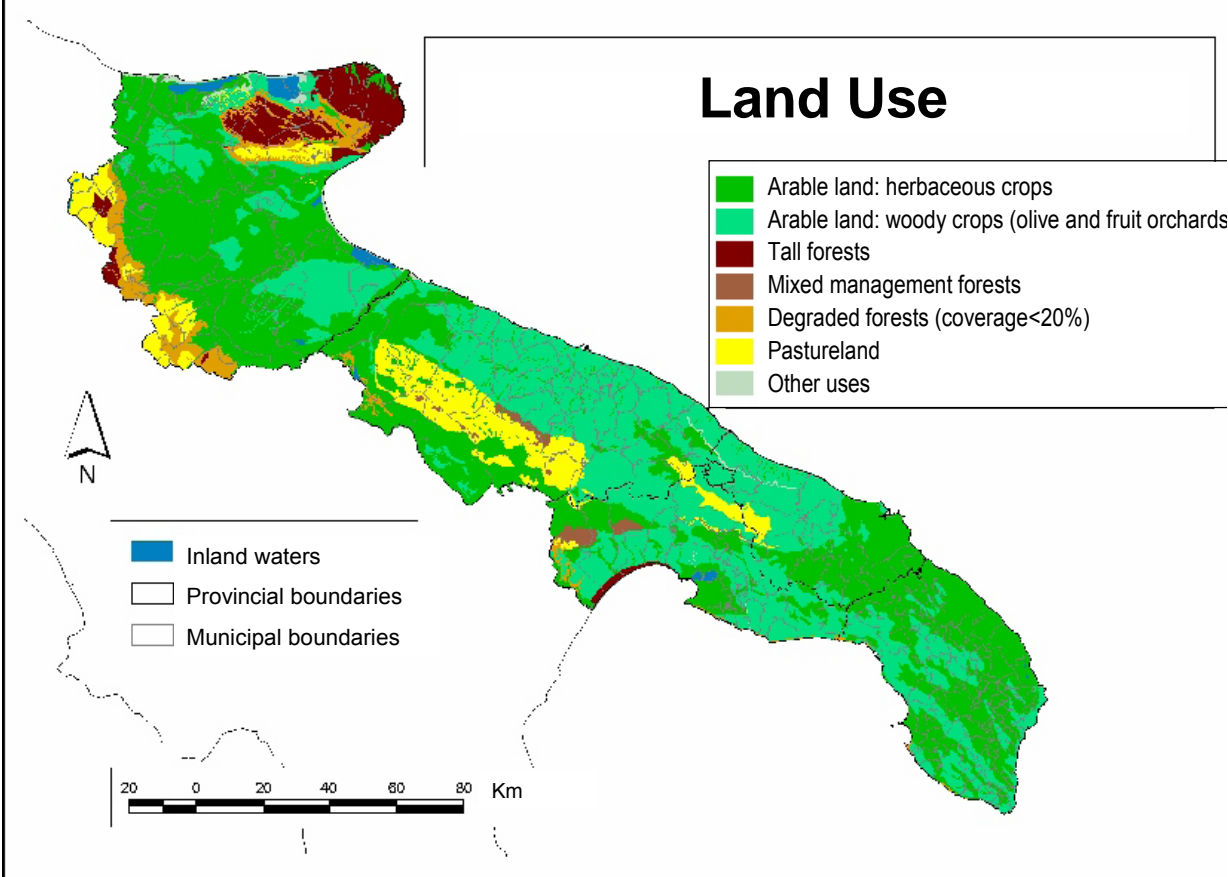 Land Use
Arable land: herbaceous crops
Arable land: woody crops (olive and fruit orchards
Tall forests
Mixed management forests
Degraded forests (coverage<20%)
Pastureland
Other uses
N
Inland waters
Provincial boundaries
Municipal boundaries
20 0 20 40 60 80 Km